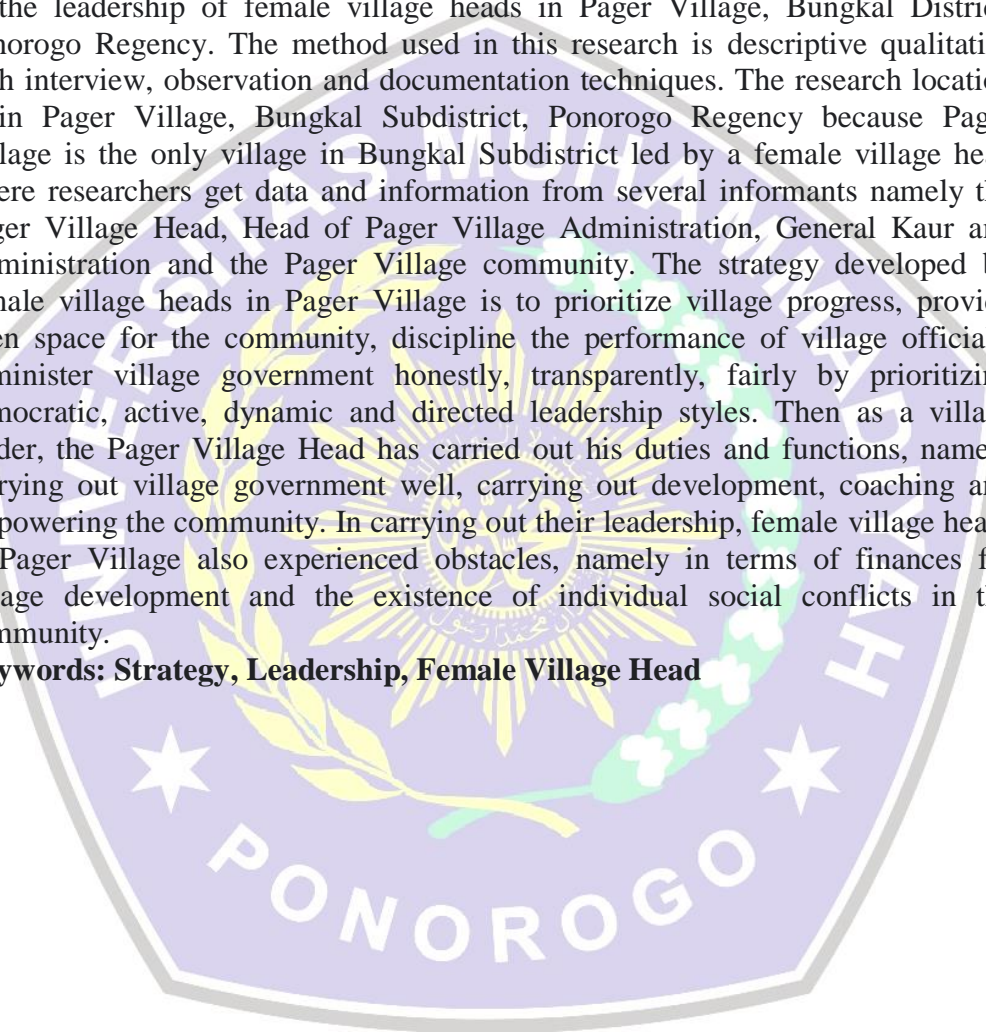 the leadership of female village heads in Pager Village, Bungkal Distric
norogo Regency. The method used in this research is descriptive qualitati
th interview, observation and documentation techniques. The research locatio
in Pager Village, Bungkal Subdistrict, Ponorogo Regency because Pag
llage is the only village in Bungkal Subdistrict led by a female village hea
ere researchers get data and information from several informants namely th
ger Village Head, Head of Pager Village Administration, General Kaur an
ministration and the Pager Village community. The strategy developed b
male village heads in Pager Village is to prioritize village progress, provid
en space for the community, discipline the performance of village official
minister village government honestly, transparently, fairly by prioritizin
mocratic, active, dynamic and directed leadership styles. Then as a villa
der, the Pager Village Head has carried out his duties and functions, name
rying out village government well, carrying out development, coaching an
powering the community. In carrying out their leadership, female village hea
Pager Village also experienced obstacles, namely in terms of finances f
age development and the existence of individual social conflicts in th
mmunity.
ywords: Strategy, Leadership, Female Village Head
UNIVERSITAS MUHAMMADIYAH
PONOROGO